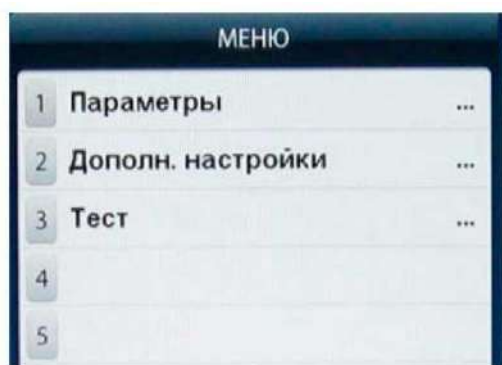 МЕНЮ
1 Параметры ...
2 Дополн. настройки ...
3 Тест ...
4
5